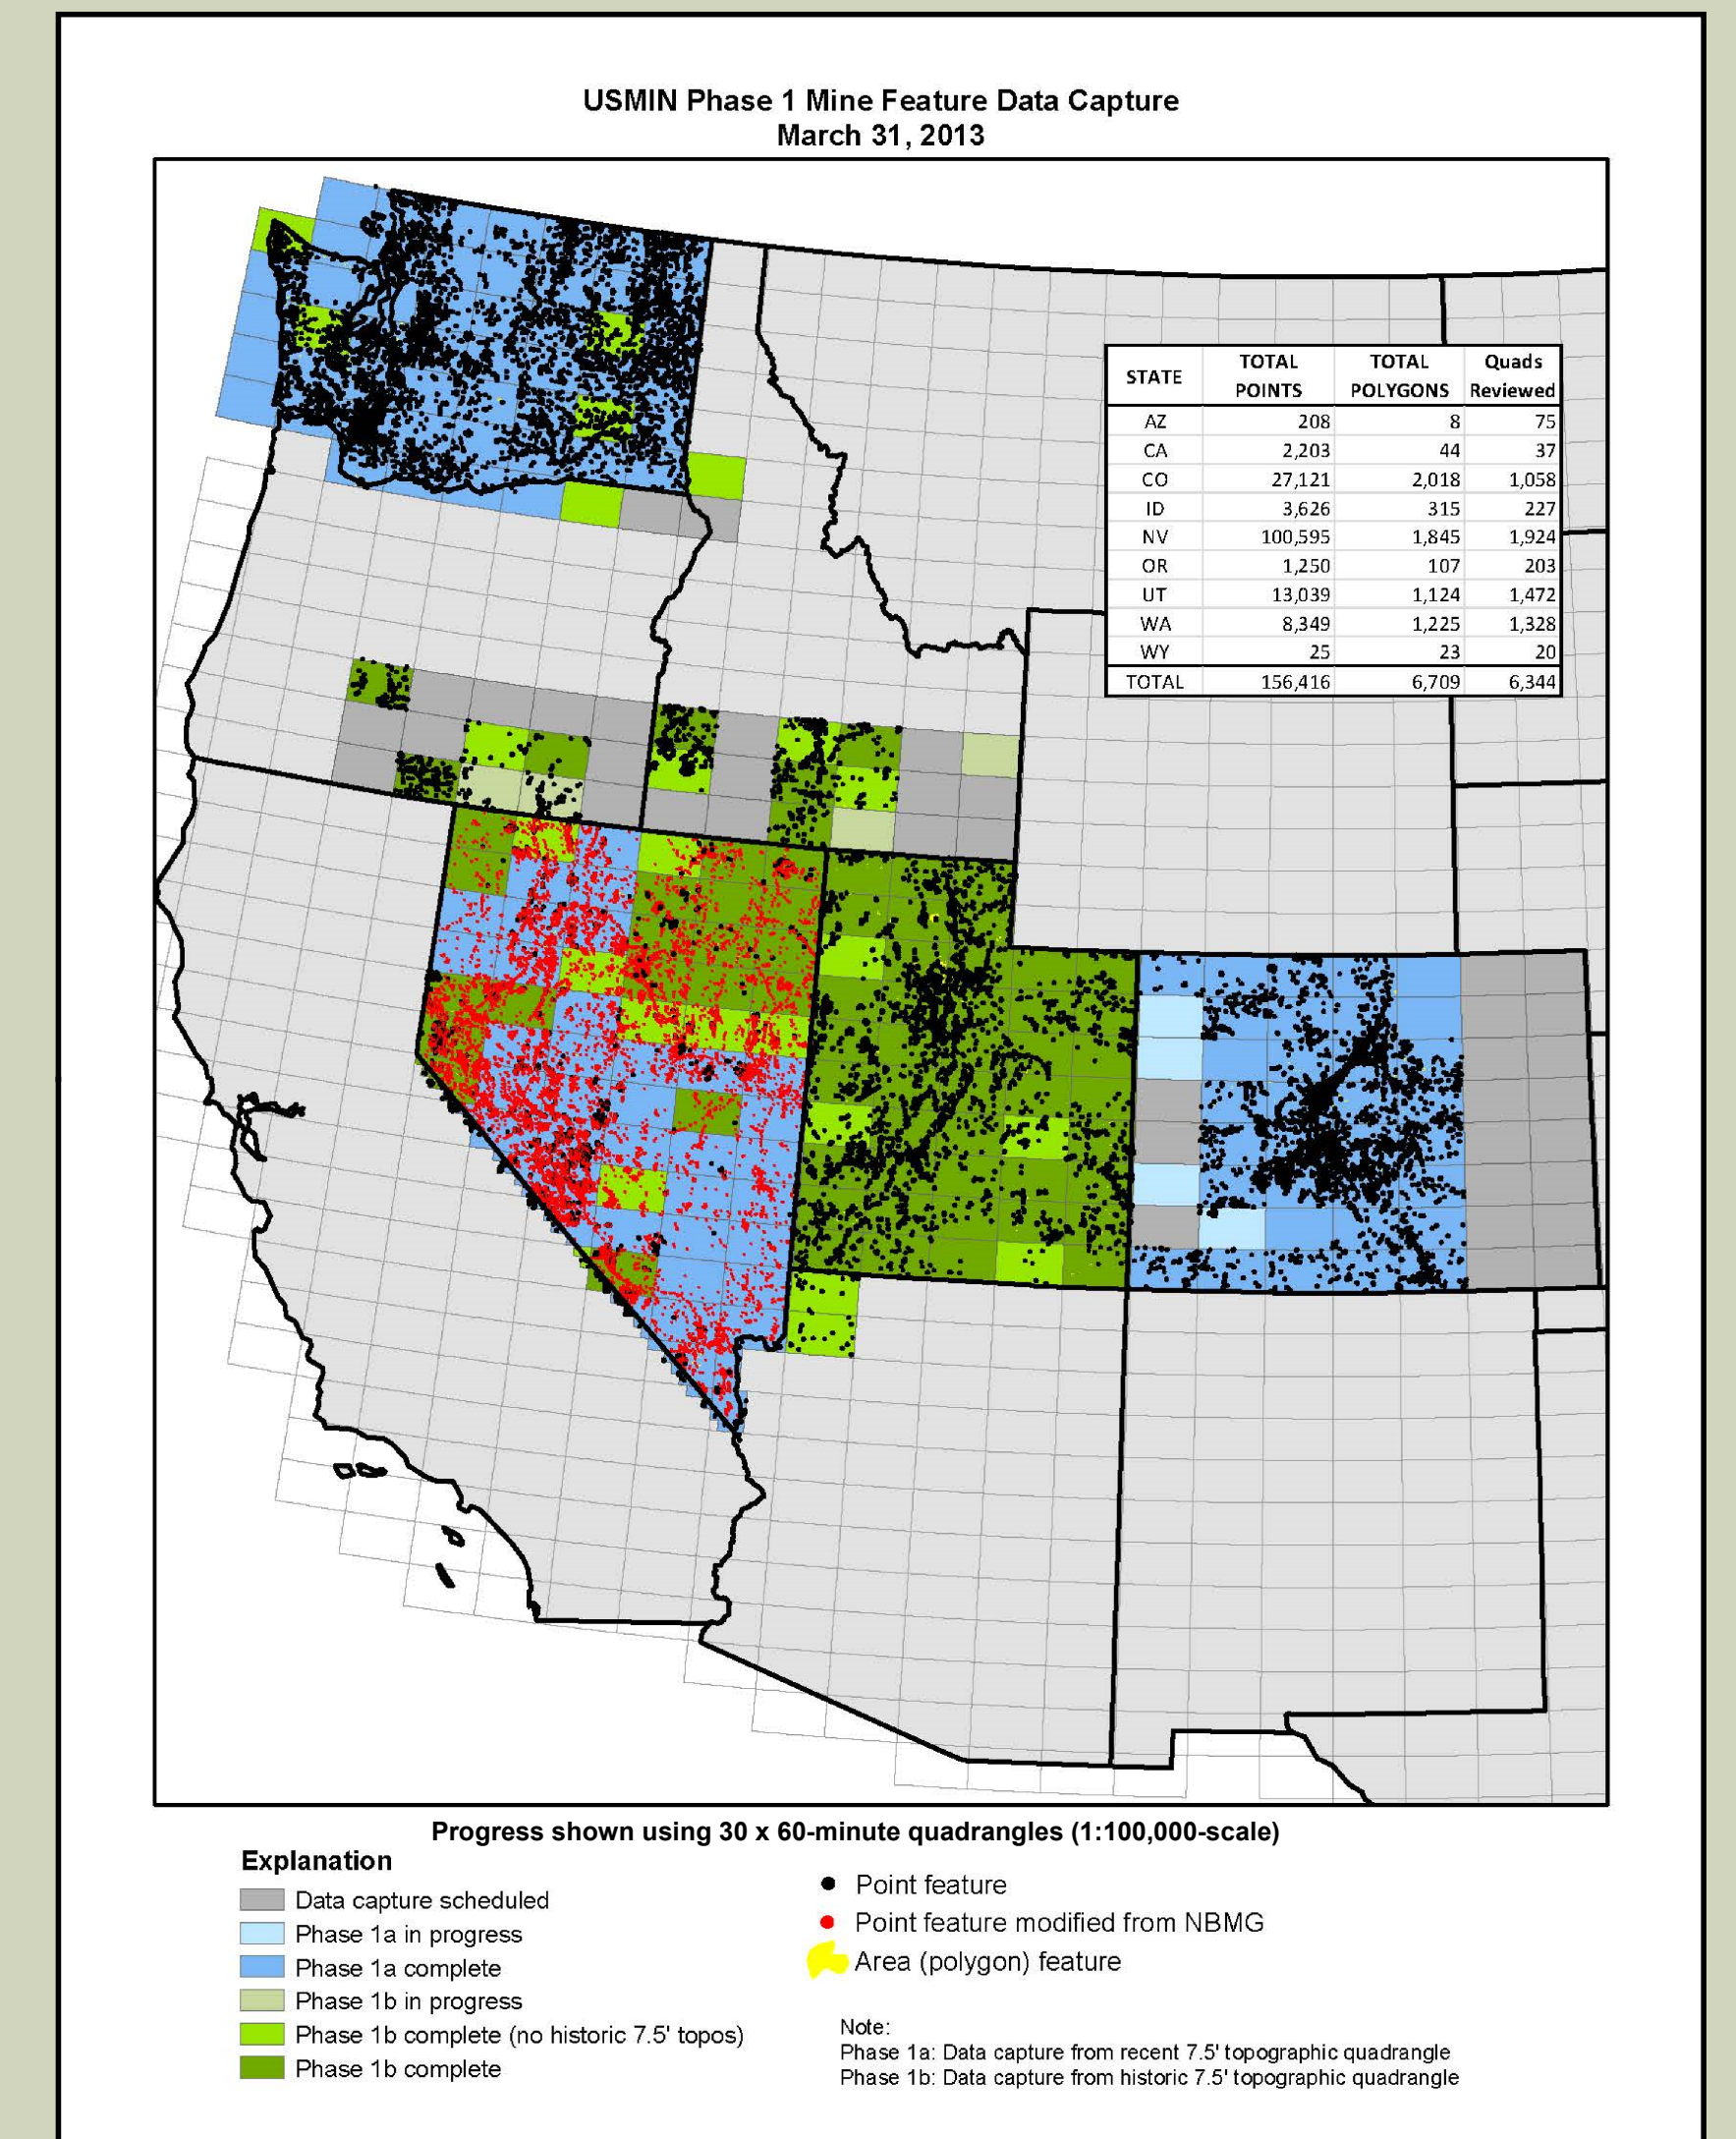 USMIN Phase 1 Mine Feature Data Capture
March 31, 2013
STATE TOTAL POINTS TOTAL POLYGONS Quads Reviewed
AZ 208 8 75
CA 2,203 44 37
CO 27,121 2,018 1,058
ID 3,626 315 227
NV 100,595 1,845 1,924
OR 1,250 107 203
UT 13,039 1,124 1,472
WA 8,349 1,225 1,328
WY 25 23 20
TOTAL 156,416 6,709 6,344
Progress shown using 30 x 60-minute quadrangles (1:100,000-scale)
Explanation
Data capture scheduled
Phase 1a in progress
Phase 1a complete
Phase 1b in progress
Phase 1b complete (no historic 7.5' topos)
Phase 1b complete
Point feature
Point feature modified from NBMG
Area (polygon) feature
Note:
Phase 1a: Data capture from recent 7.5' topographic quadrangle
Phase 1b: Data capture from historic 7.5' topographic quadrangle